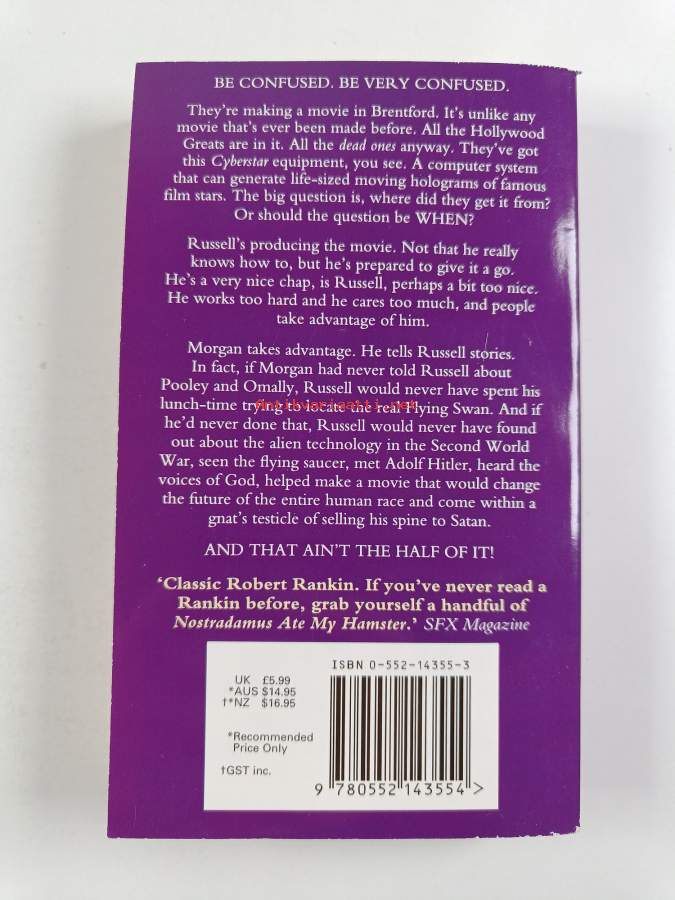 BE CONFUSED. BE VERY CONFUSED.
They're making a movie in Brentford. It's unlike any
movie that's ever been made before. All the Hollywood
Greats are in it. All the dead ones anyway. They've got
this Cyberstar equipment, you see. A computer system
that can generate life-sized moving holograms of famous
film stars. The big question is, where did they get it from?
Or should the question be WHEN?
Russell's producing the movie. Not that he really
knows how to, but he's prepared to give it a go.
He's a very nice chap, is Russell, perhaps a bit too nice.
He works too hard and he cares too much, and people
take advantage of him.
Morgan takes advantage. He tells Russell stories.
In fact, if Morgan had never told Russell about
Pooley and Omally, Russell would never have spent his
lunch-time trying to locate the real Flying Swan. And if
antikvariaatti.net
he'd never done that, Russell would never have found
out about the alien technology in the Second World
War, seen the flying saucer, met Adolf Hitler, heard the
voices of God, helped make a movie that would change
the future of the entire human race and come within a
gnat's testicle of selling his spine to Satan.
AND THAT AIN'T THE HALF OF IT!
'Classic Robert Rankin. If you've never read a
Rankin before, grab yourself a handful of
Nostradamus Ate My Hamster.' SFX Magazine
ISBN 0-552-14355-3
UK £5.99
*AUS $14.95
†*NZ $16.95
*Recommended
Price Only
†GST inc.
9 780552 143554 >